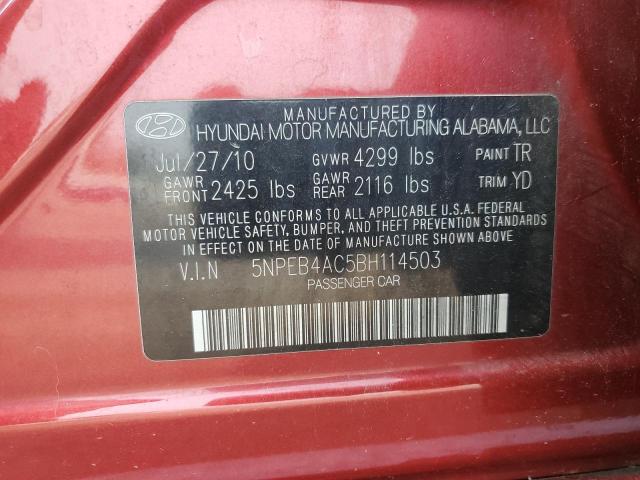 MANUFACTURED BY
HYUNDAI MOTOR MANUFACTURING ALABAMA, LLC
Jul/27/10 GVWR 4299 lbs PAINT TR
GAWR FRONT 2425 lbs GAWR REAR 2116 lbs TRIM YD
THIS VEHICLE CONFORMS TO ALL APPLICABLE U.S.A. FEDERAL
MOTOR VEHICLE SAFETY, BUMPER, AND THEFT PREVENTION STANDARDS
IN EFFECT ON THE DATE OF MANUFACTURE SHOWN ABOVE.
V.I.N 5NPEB4AC5BH114503
PASSENGER CAR